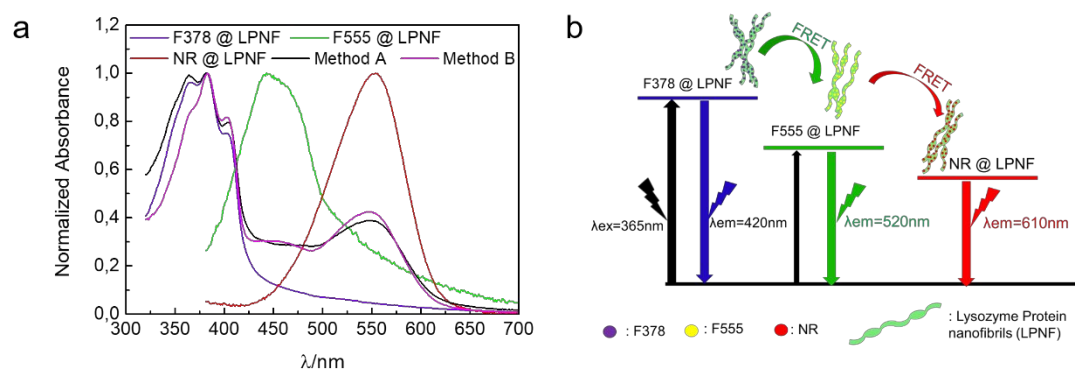 a
1,2
1,0
0,8
0,6
0,4
0,2
0,0
Normalized Absorbance
F378 @ LPNF
F555 @ LPNF
NR @ LPNF
Method A
Method B
300 350 400 450 500 550 600 650 700
λ/nm
b
FRET
FRET
F378 @ LPNF
F555 @ LPNF
NR @ LPNF
λex=365nm
λem=420nm
λem=520nm
λem=610nm
: F378
: F555
: NR
: Lysozyme Protein
nanofibrils (LPNF)